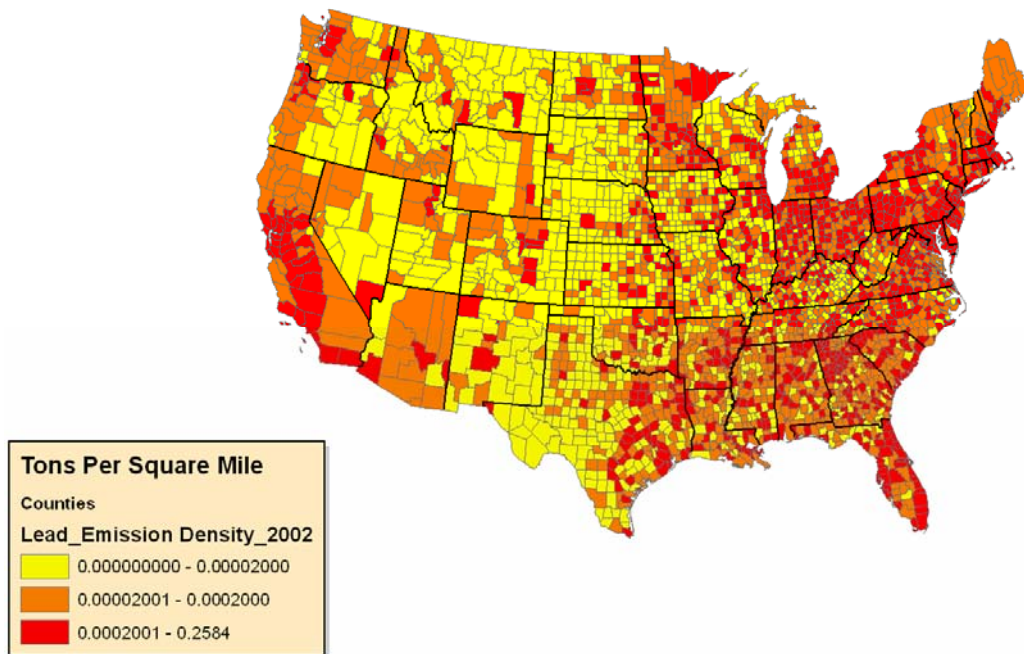 Tons Per Square Mile
Counties
Lead_Emission Density_2002
0.000000000 - 0.00002000
0.00002001 - 0.0002000
0.0002001 - 0.2584